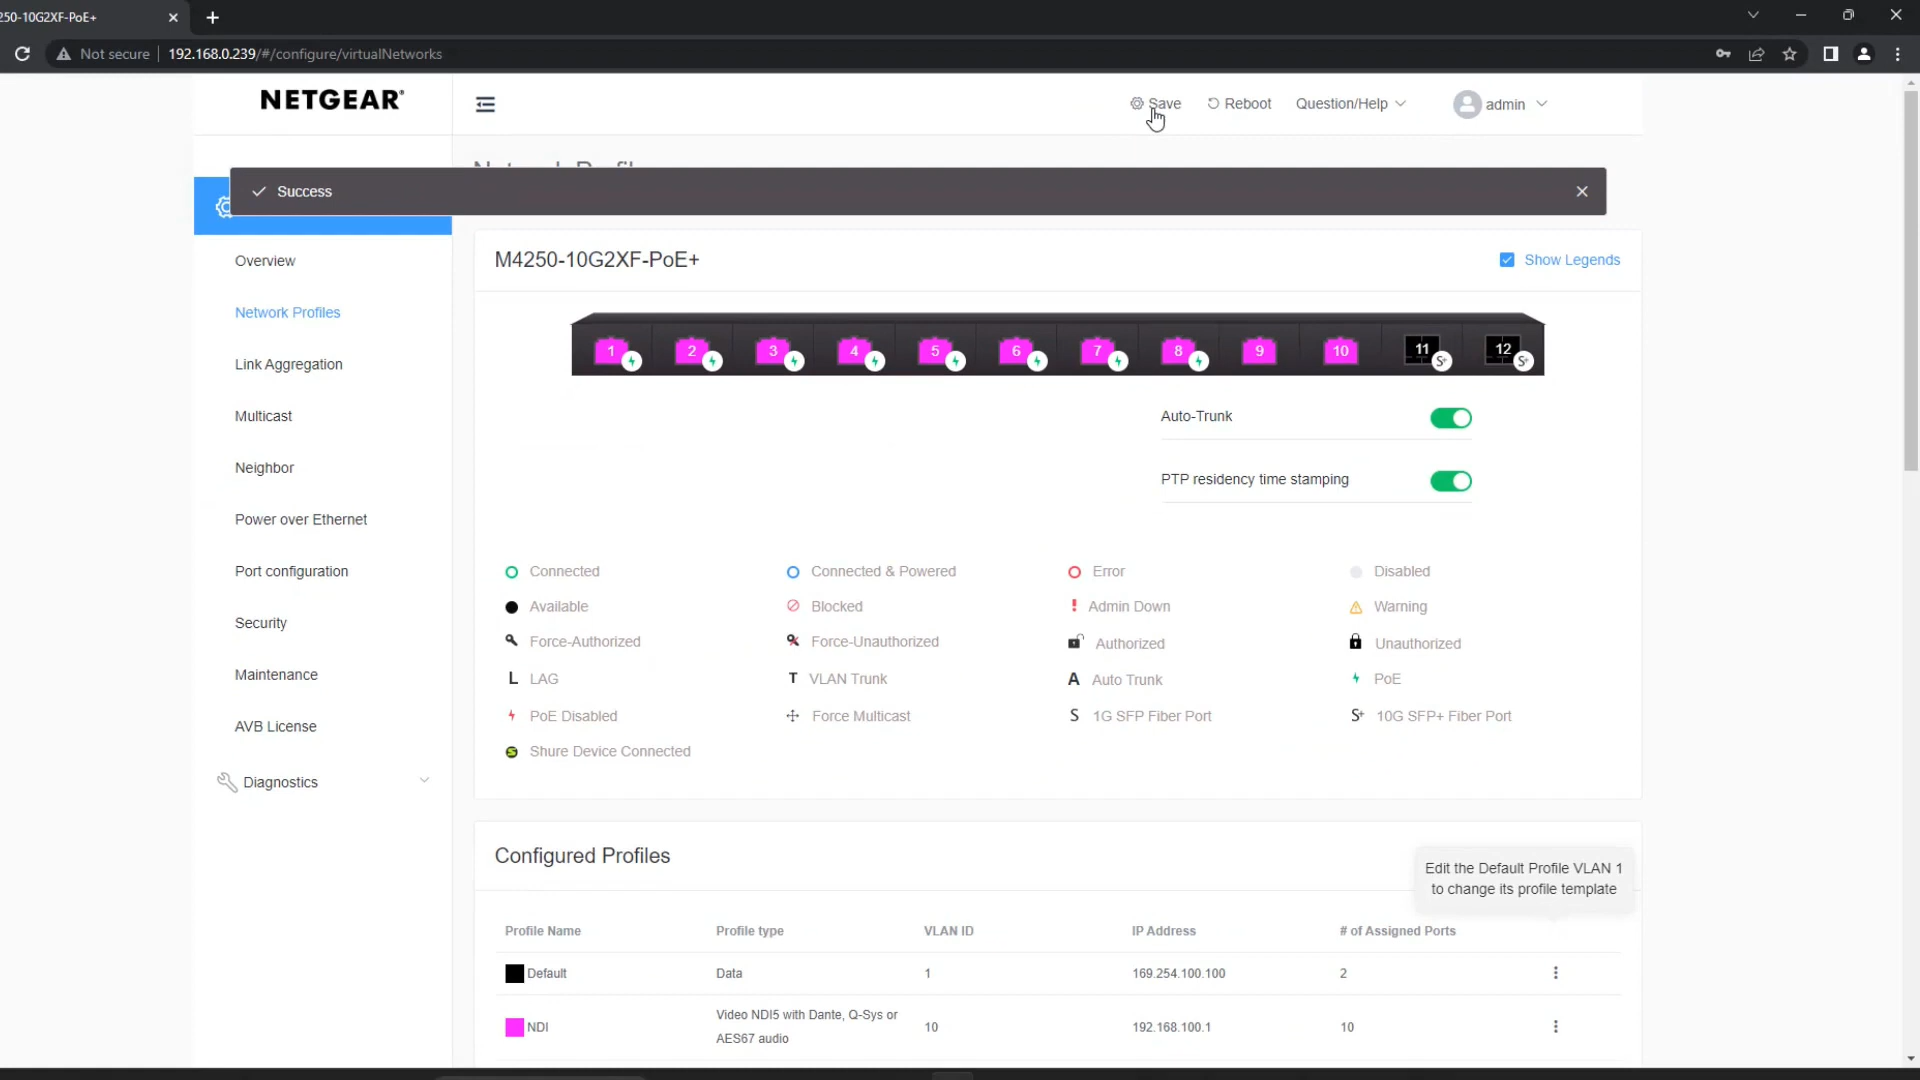 250-10G2XF-PoE+
Not secure 192.168.0.239/#/configure/virtualNetworks
NETGEAR
Save Reboot Question/Help admin
Success
Overview
Network Profiles
Link Aggregation
Multicast
Neighbor
Power over Ethernet
Port configuration
Security
Maintenance
AVB License
Diagnostics
M4250-10G2XF-PoE+ Show Legends
1 2 3 4 5 6 7 8 9 10 11 S+ 12 S+
Auto-Trunk
PTP residency time stamping
Connected Connected & Powered Error Disabled
Available Blocked ! Admin Down Warning
Force-Authorized Force-Unauthorized Authorized Unauthorized
L LAG T VLAN Trunk A Auto Trunk PoE
PoE Disabled Force Multicast S 1G SFP Fiber Port S+ 10G SFP+ Fiber Port
S Shure Device Connected
Configured Profiles
Edit the Default Profile VLAN 1
to change its profile template
Profile Name Profile type VLAN ID IP Address # of Assigned Ports
Default Data 1 169.254.100.100 2
NDI Video NDI5 with Dante, Q-Sys or
AES67 audio 10 192.168.100.1 10